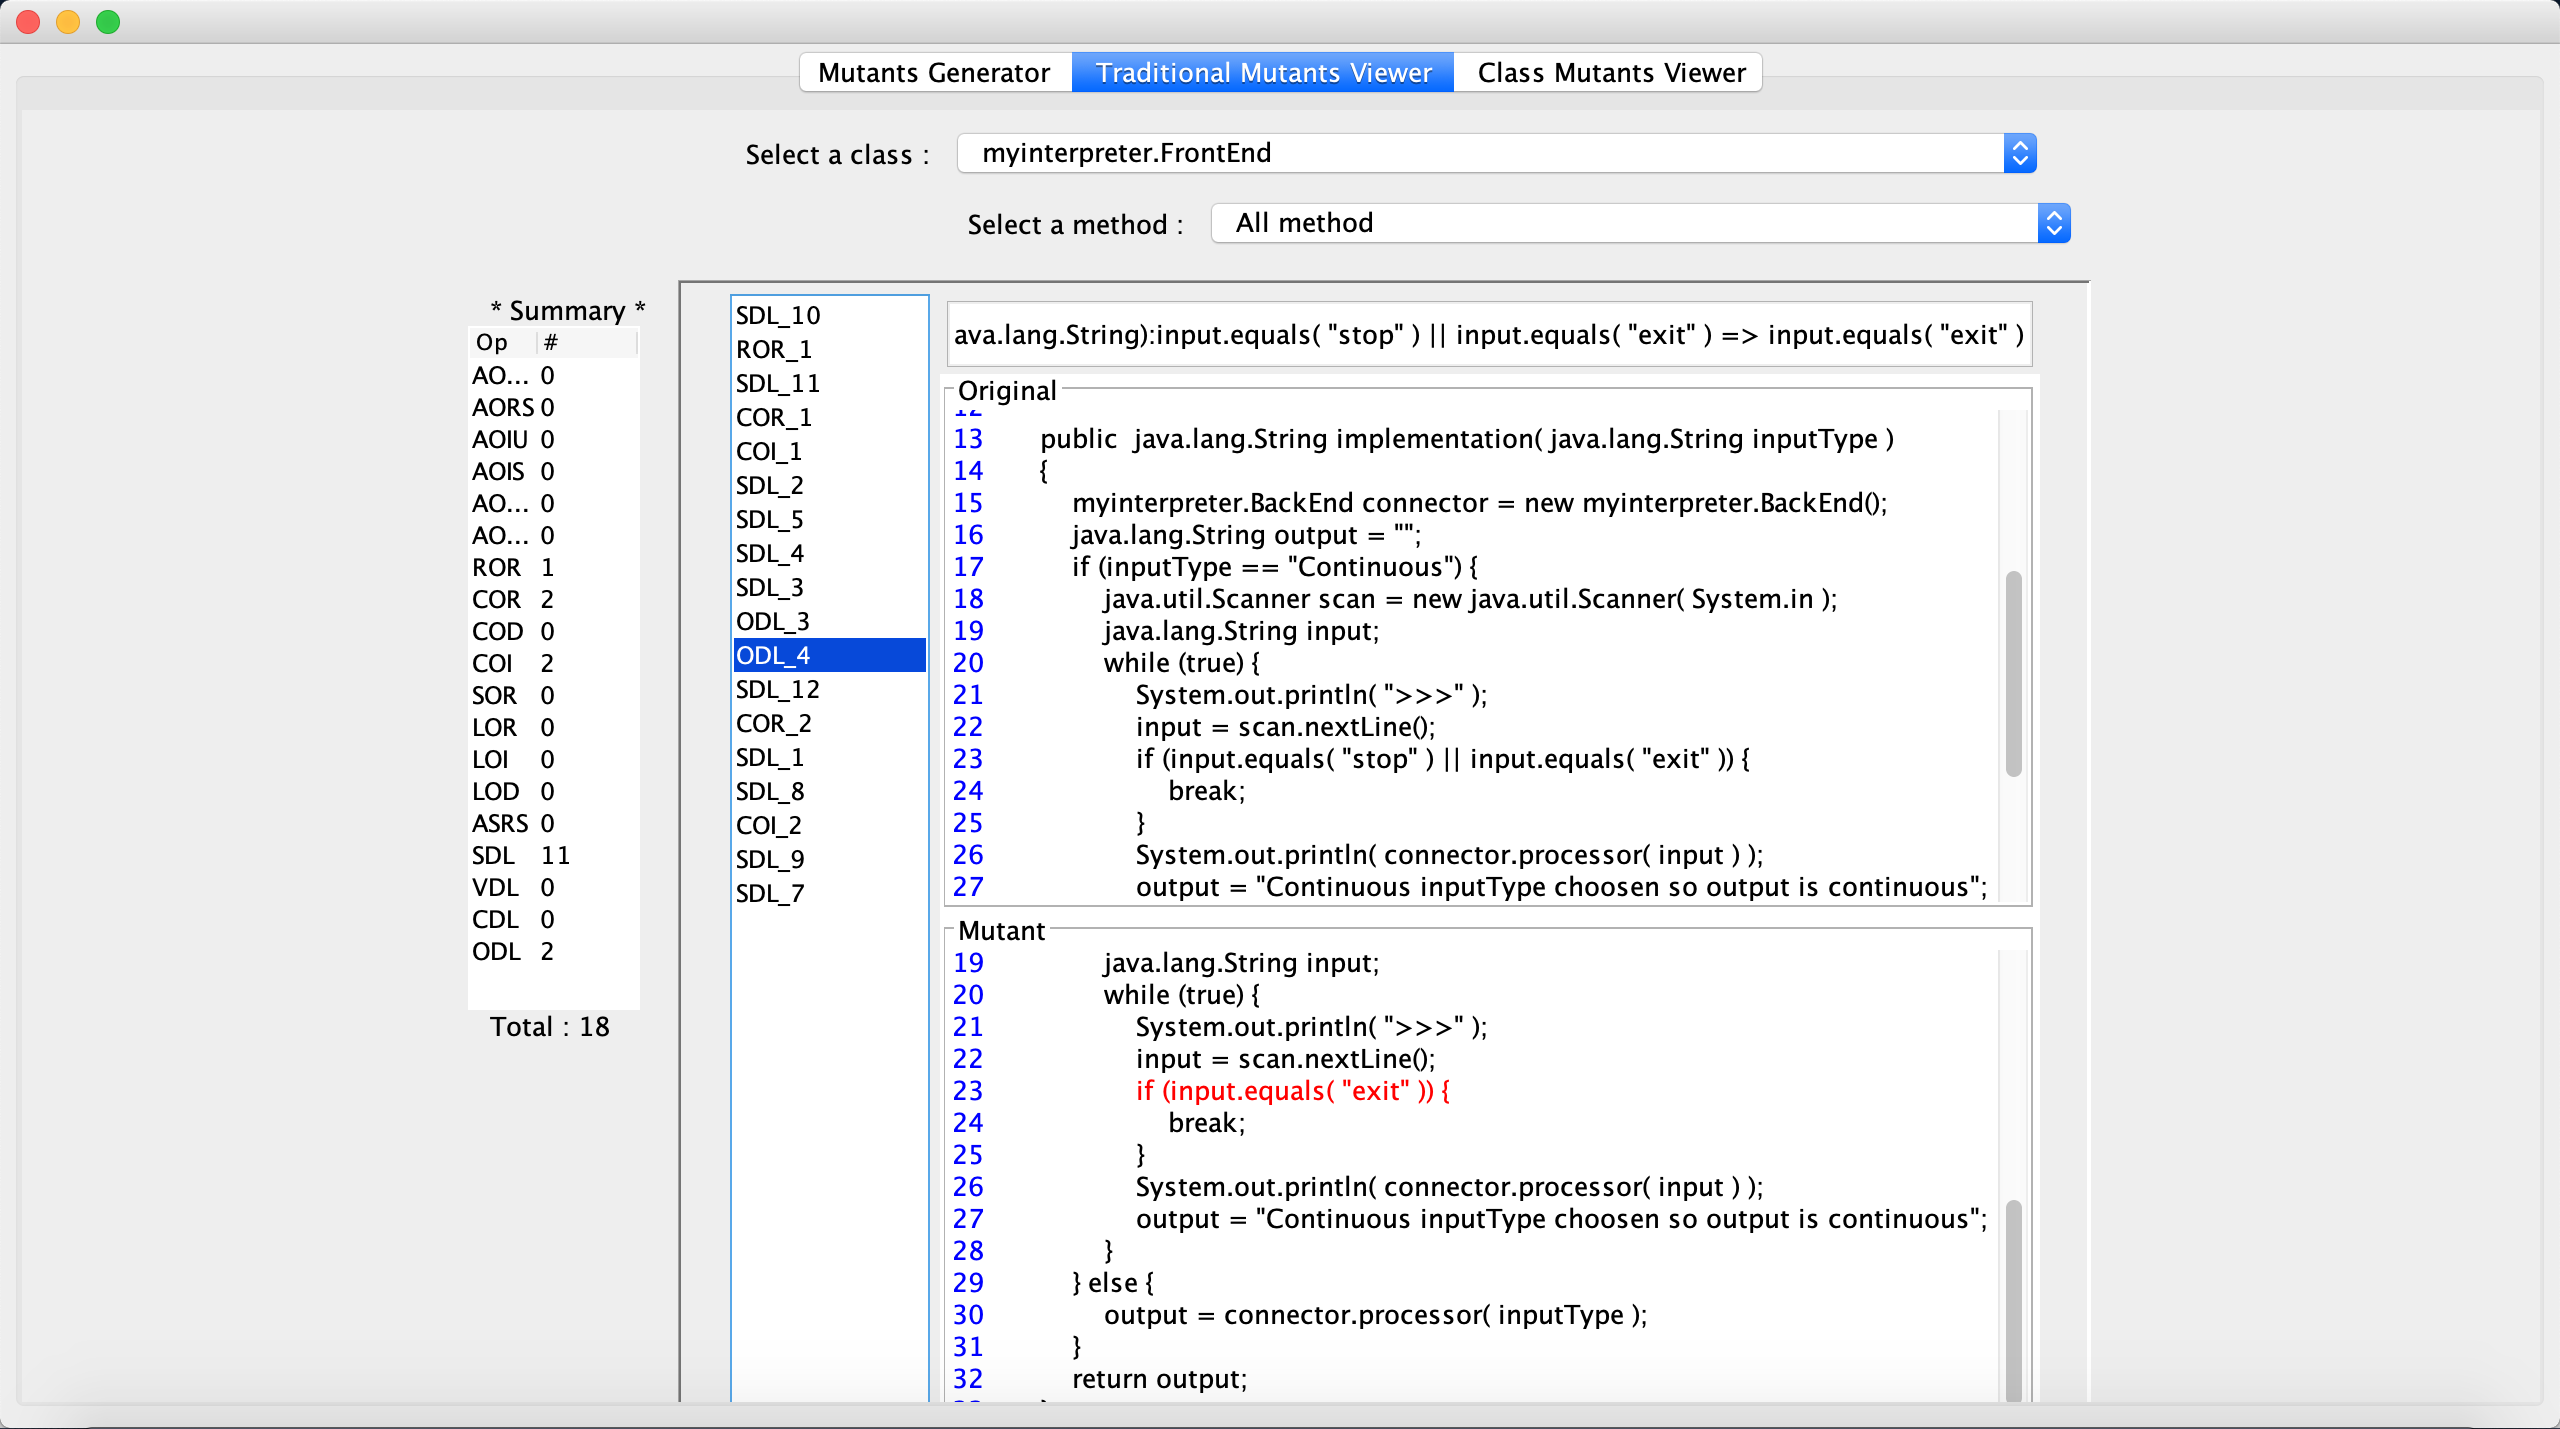 Mutants Generator
Traditional Mutants Viewer
Class Mutants Viewer
Select a class :
myinterpreter.FrontEnd
Select a method :
All method
* Summary *
Op #
AO... 0
AORS 0
AOIU 0
AOIS 0
AO... 0
AO... 0
ROR 1
COR 2
COD 0
COI 2
SOR 0
LOR 0
LOI 0
LOD 0
ASRS 0
SDL 11
VDL 0
CDL 0
ODL 2
Total : 18
SDL_10
ROR_1
SDL_11
COR_1
COI_1
SDL_2
SDL_5
SDL_4
SDL_3
ODL_3
ODL_4
SDL_12
COR_2
SDL_1
SDL_8
COI_2
SDL_9
SDL_7
ava.lang.String):input.equals( "stop" ) || input.equals( "exit" ) => input.equals( "exit" )
Original
13 public java.lang.String implementation( java.lang.String inputType )
14 {
15 myinterpreter.BackEnd connector = new myinterpreter.BackEnd();
16 java.lang.String output = "";
17 if (inputType == "Continuous") {
18 java.util.Scanner scan = new java.util.Scanner( System.in );
19 java.lang.String input;
20 while (true) {
21 System.out.println( ">>>" );
22 input = scan.nextLine();
23 if (input.equals( "stop" ) || input.equals( "exit" )) {
24 break;
25 }
26 System.out.println( connector.processor( input ) );
27 output = "Continuous inputType choosen so output is continuous";
Mutant
19 java.lang.String input;
20 while (true) {
21 System.out.println( ">>>" );
22 input = scan.nextLine();
23 if (input.equals( "exit" )) {
24 break;
25 }
26 System.out.println( connector.processor( input ) );
27 output = "Continuous inputType choosen so output is continuous";
28 }
29 } else {
30 output = connector.processor( inputType );
31 }
32 return output;